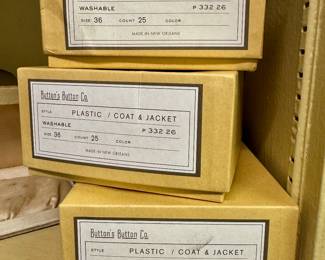 WASHABLE P 332 26
SIZE 36 COUNT 25 COLOR
MADE IN NEW ORLEANS
Button's Button Co.
STYLE PLASTIC / COAT & JACKET
WASHABLE P 332 26
SIZE 36 COUNT 25 COLOR
MADE IN NEW ORLEANS
Button's Button Co.
STYLE PLASTIC / COAT & JACKET